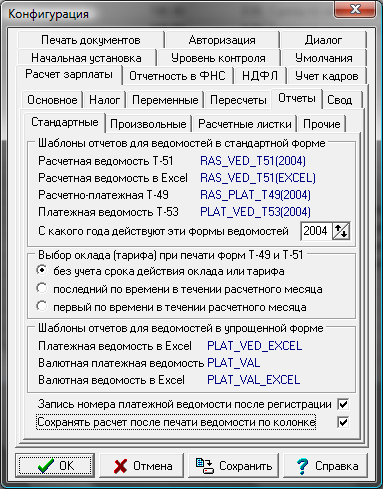 Конфигурация
Печать документов Авторизация Диалог
Начальная установка Уровень контроля Умолчания
Расчет зарплаты Отчетность в ФНС НДФЛ Учет кадров
Основное Налог Переменные Пересчеты Отчеты Свод
Стандартные Произвольные Расчетные листки Прочие
Шаблоны отчетов для ведомостей в стандартной форме
Расчетная ведомость Т-51 RAS_VED_T51(2004)
Расчетная ведомость в Excel RAS_VED_T51(EXCEL)
Расчетно-платежная Т-49 RAS_PLAT_T49(2004)
Платежная ведомость Т-53 PLAT_VED_T53(2004)
С какого года действуют эти формы ведомостей 2004
Выбор оклада (тарифа) при печати форм Т-49 и Т-51
без учета срока действия оклада или тарифа
последний по времени в течении расчетного месяца
первый по времени в течении расчетного месяца
Шаблоны отчетов для ведомостей в упрощенной форме
Платежная ведомость в Excel PLAT_VED_EXCEL
Валютная платежная ведомость PLAT_VAL
Валютная ведомость в Excel PLAT_VAL_EXCEL
Запись номера платежной ведомости после регистрации
Сохранять расчет после печати ведомости по колонке
OK Отмена Сохранить ? Справка